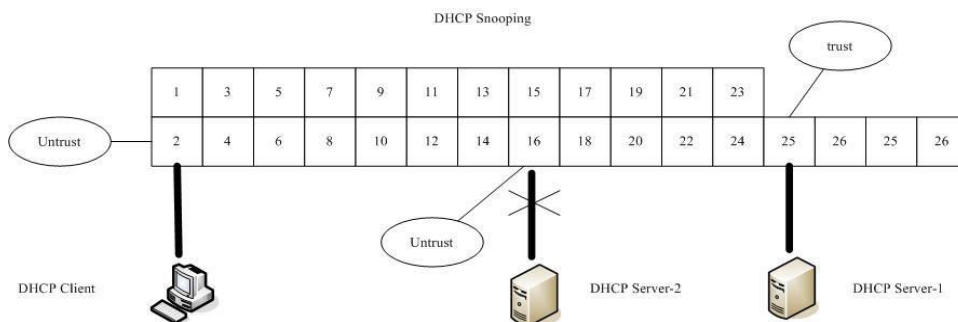 DHCP Snooping
trust
1 3 5 7 9 11 13 15 17 19 21 23
Untrust
2 4 6 8 10 12 14 16 18 20 22 24 25 26 25 26
Untrust
DHCP Client
DHCP Server-2
DHCP Server-1